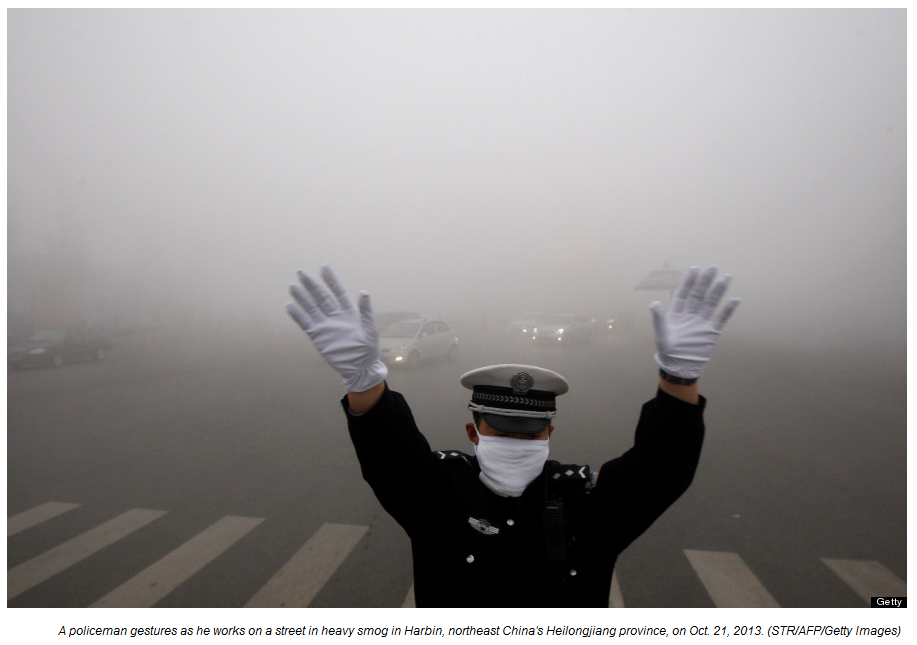 Getty
A policeman gestures as he works on a street in heavy smog in Harbin, northeast China's Heilongjiang province, on Oct. 21, 2013. (STR/AFP/Getty Images)